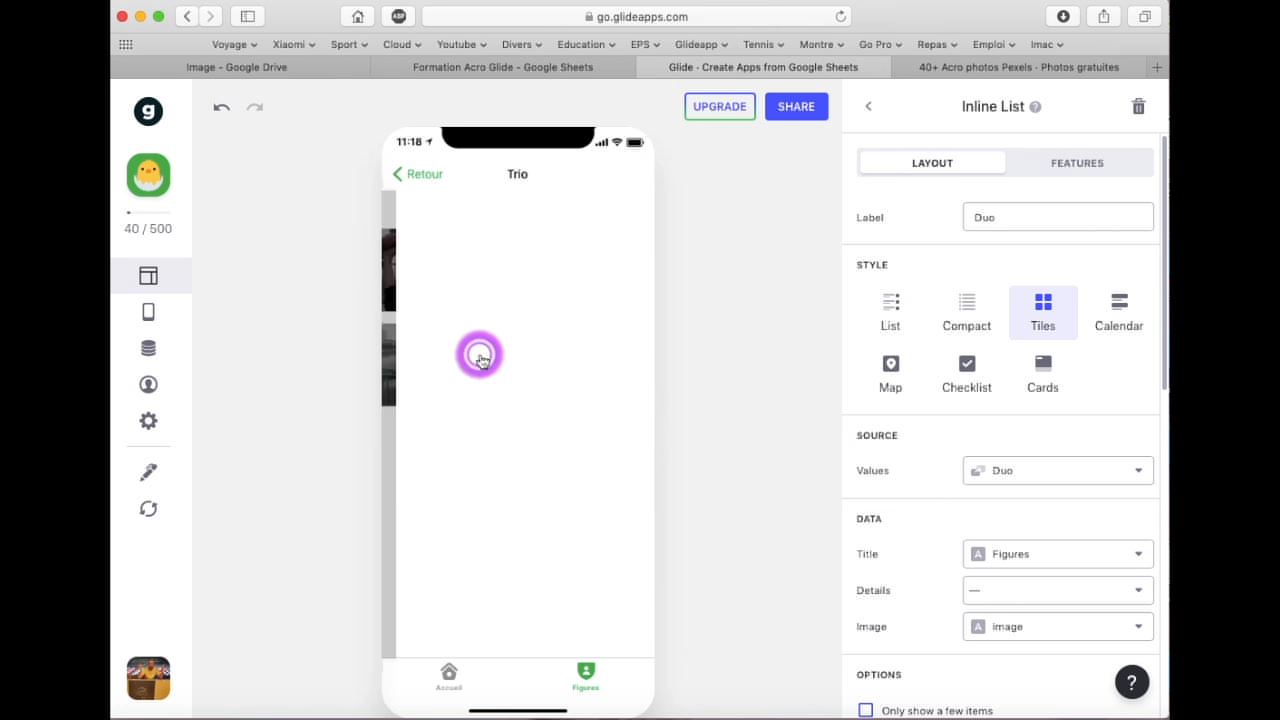 ABP
go.glideapps.com
Voyage Xiaomi Sport Cloud Youtube Divers Education EPS Glideapp Tennis Montre Go Pro Repas Emploi Imac
Image - Google Drive
Formation Acro Glide - Google Sheets
Glide - Create Apps from Google Sheets
40+ Acro photos Pexels - Photos gratuites
g
40 / 500
UPGRADE
SHARE
11:18
Retour
Trio
Accueil
Figures
Inline List
LAYOUT
FEATURES
Label
Duo
STYLE
List
Compact
Tiles
Calendar
Map
Checklist
Cards
SOURCE
Values
Duo
DATA
Title
A Figures
Details
—
Image
A image
OPTIONS
Only show a few items
?